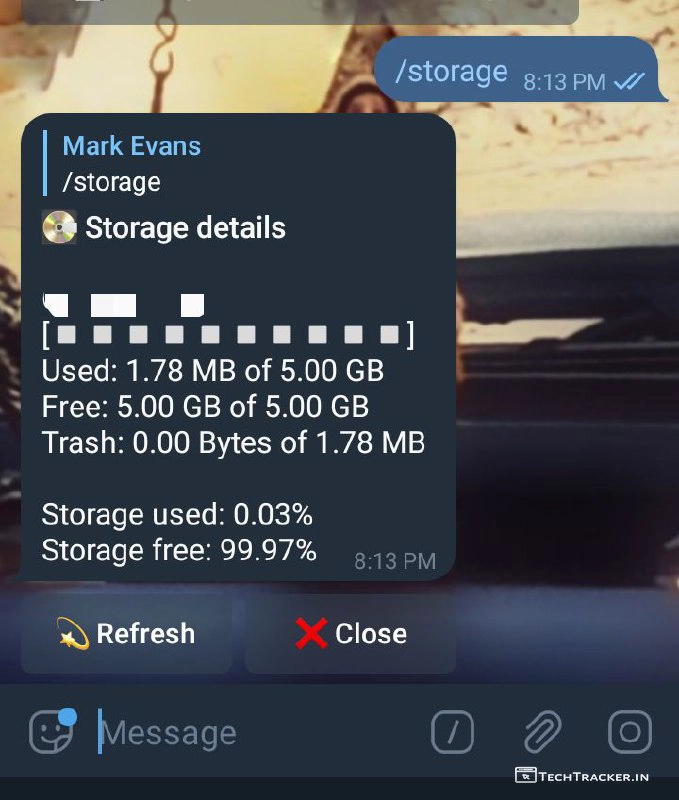 /storage 8:13 PM
Mark Evans
/storage
Storage details
[◻ ◻ ◻ ◻ ◻ ◻ ◻ ◻ ◻ ◻]
Used: 1.78 MB of 5.00 GB
Free: 5.00 GB of 5.00 GB
Trash: 0.00 Bytes of 1.78 MB
Storage used: 0.03%
Storage free: 99.97%
8:13 PM
Refresh
Close
Message
TECHTRACKER.IN